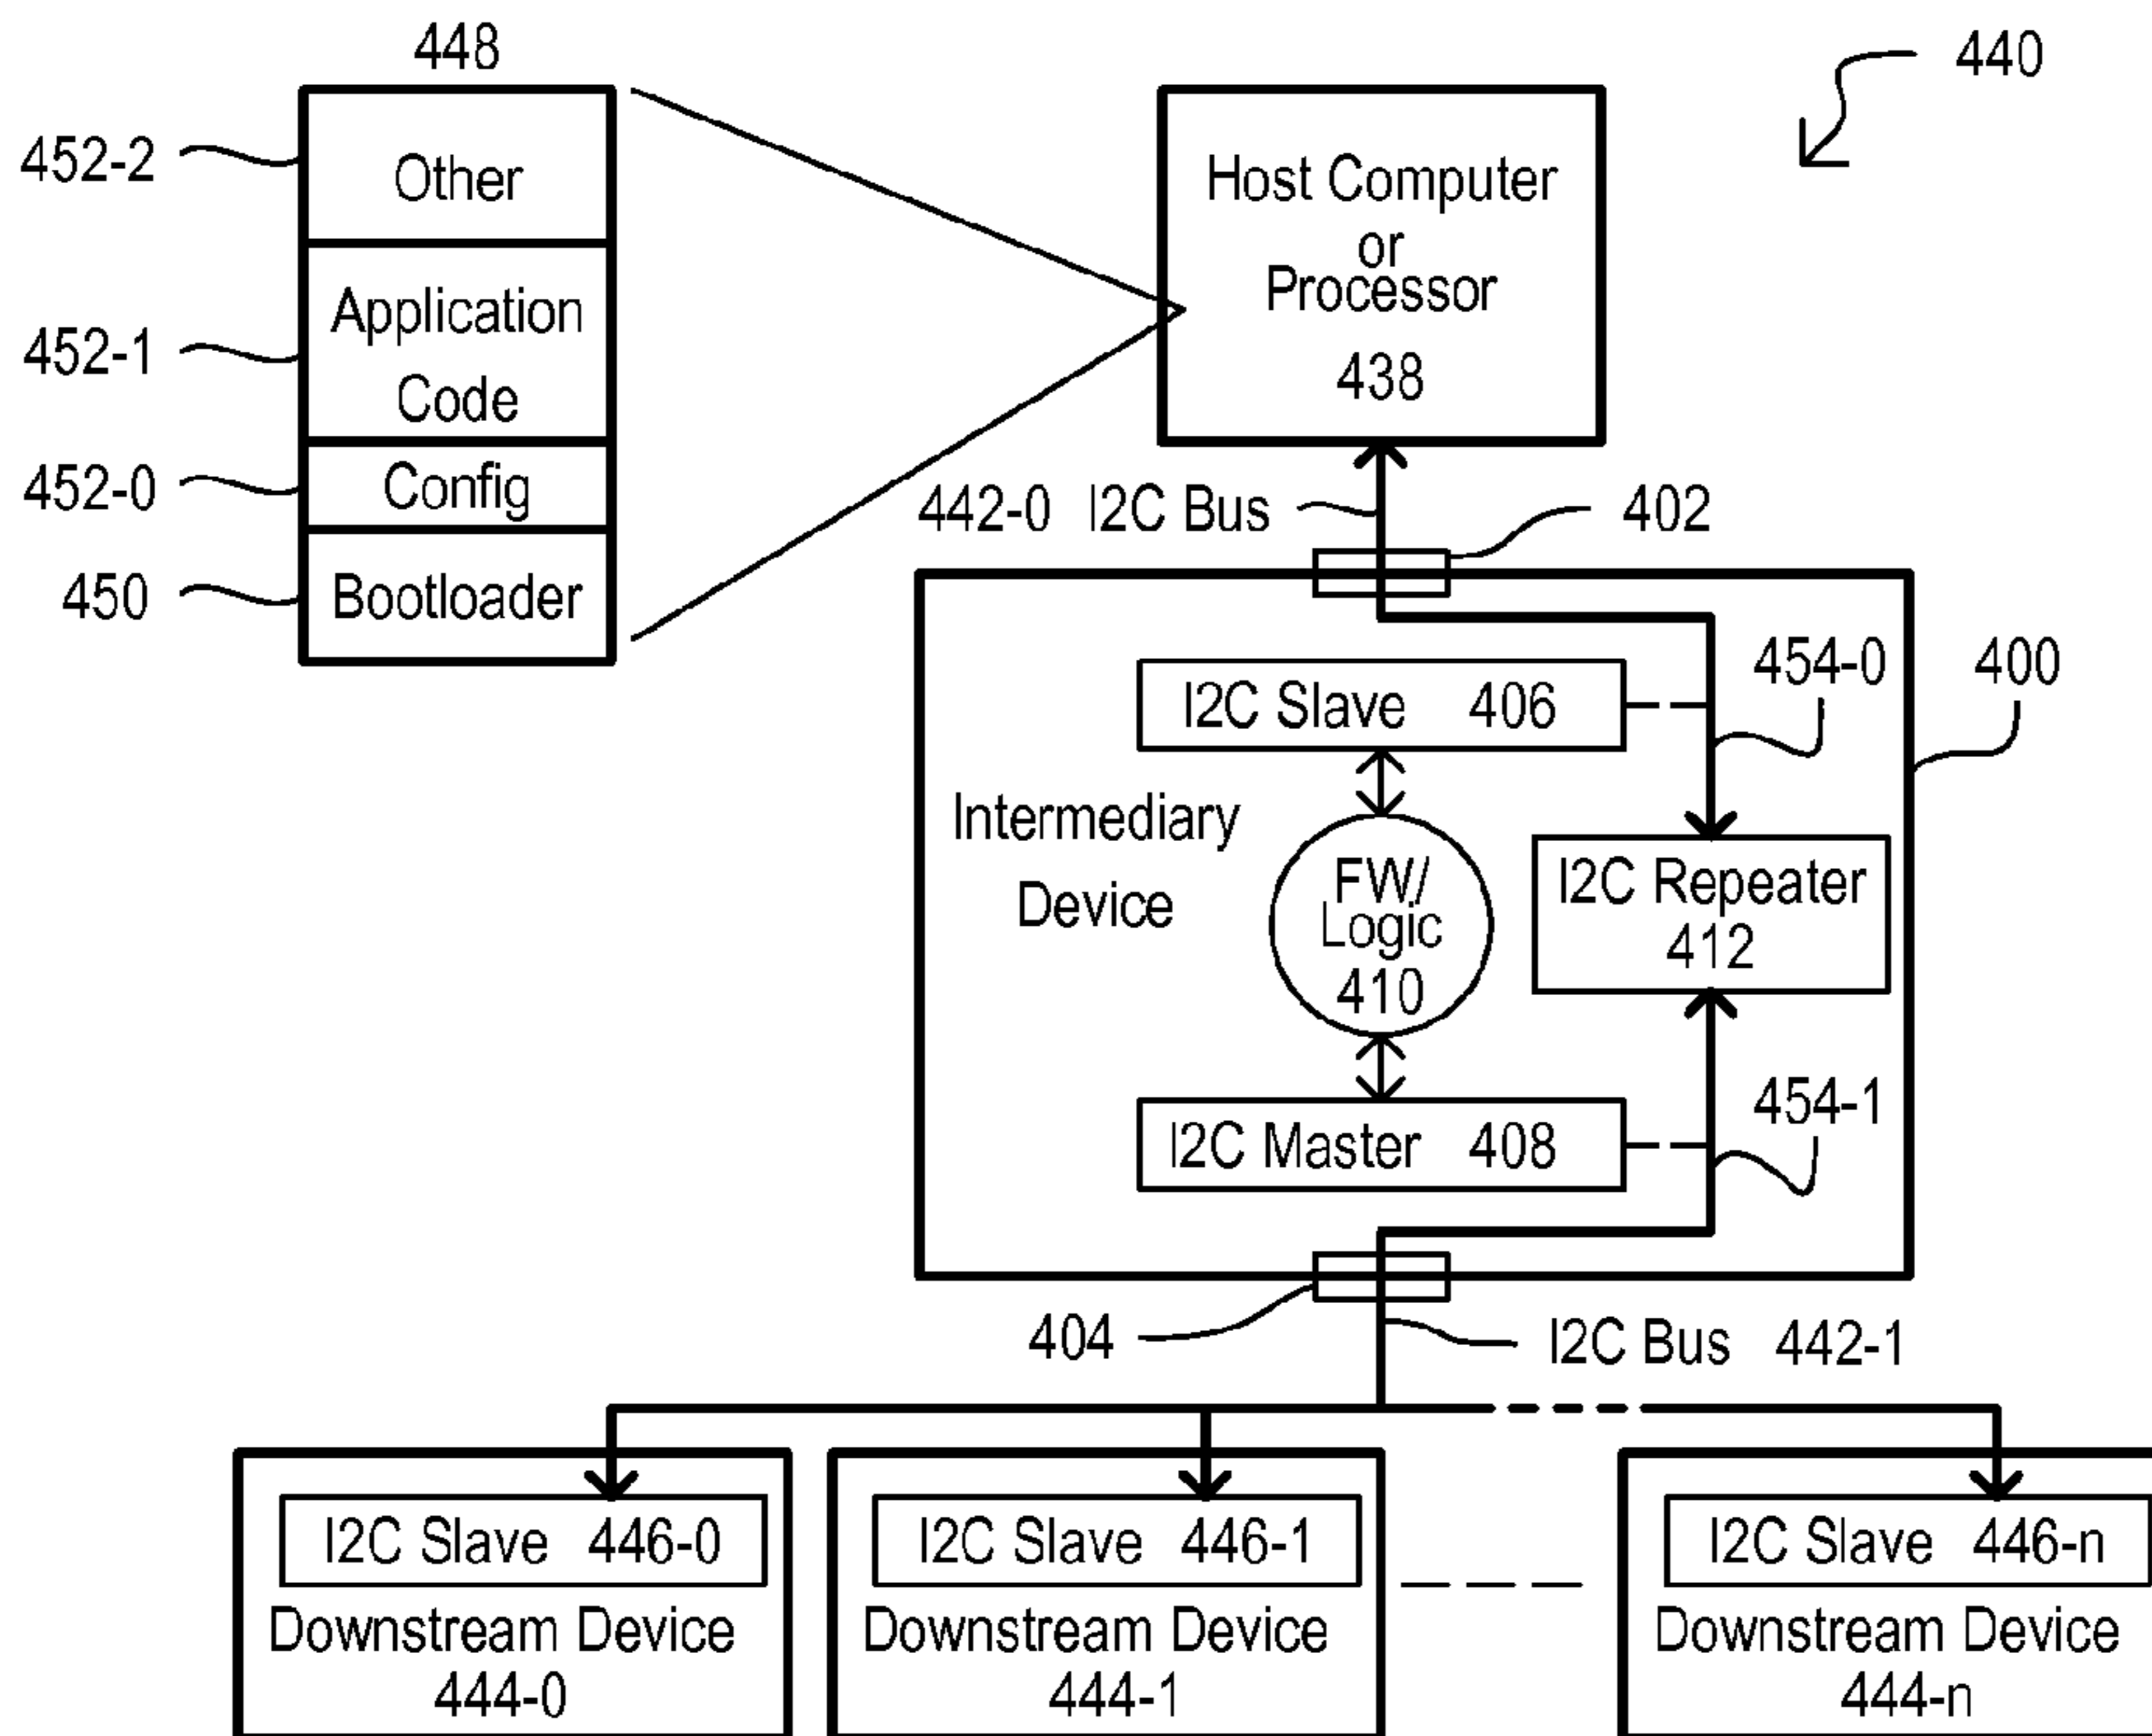 448
440
452-2
Other
Host Computer
or
Processor
438
452-1
Application
Code
452-0
Config
442-0 I2C Bus
402
450
Bootloader
I2C Slave 406
454-0
400
Intermediary
Device
FW/
Logic
410
I2C Repeater
412
I2C Master 408
454-1
404
I2C Bus 442-1
I2C Slave 446-0
Downstream Device
444-0
I2C Slave 446-1
Downstream Device
444-1
I2C Slave 446-n
Downstream Device
444-n